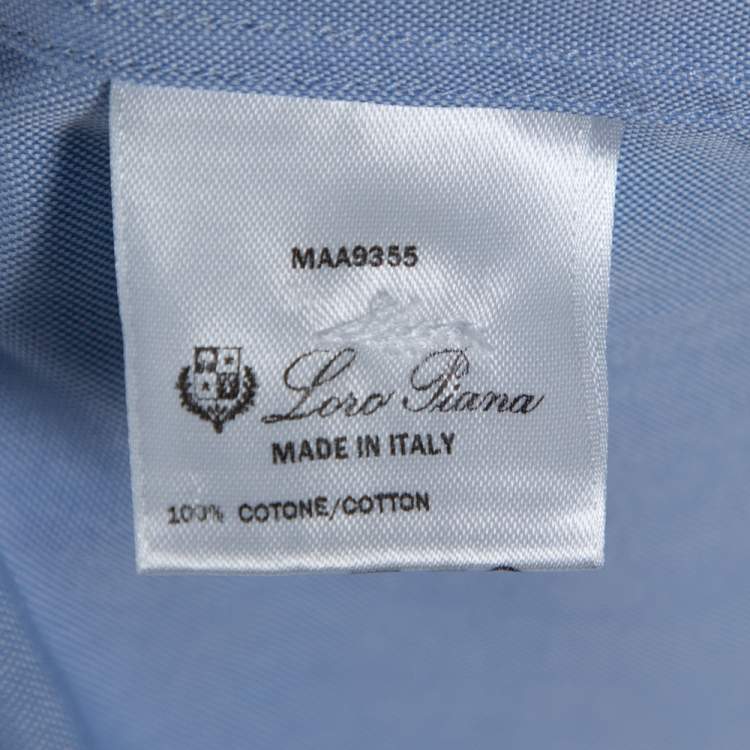 MAA9355
Loro Piana
MADE IN ITALY
100% COTONE/COTTON